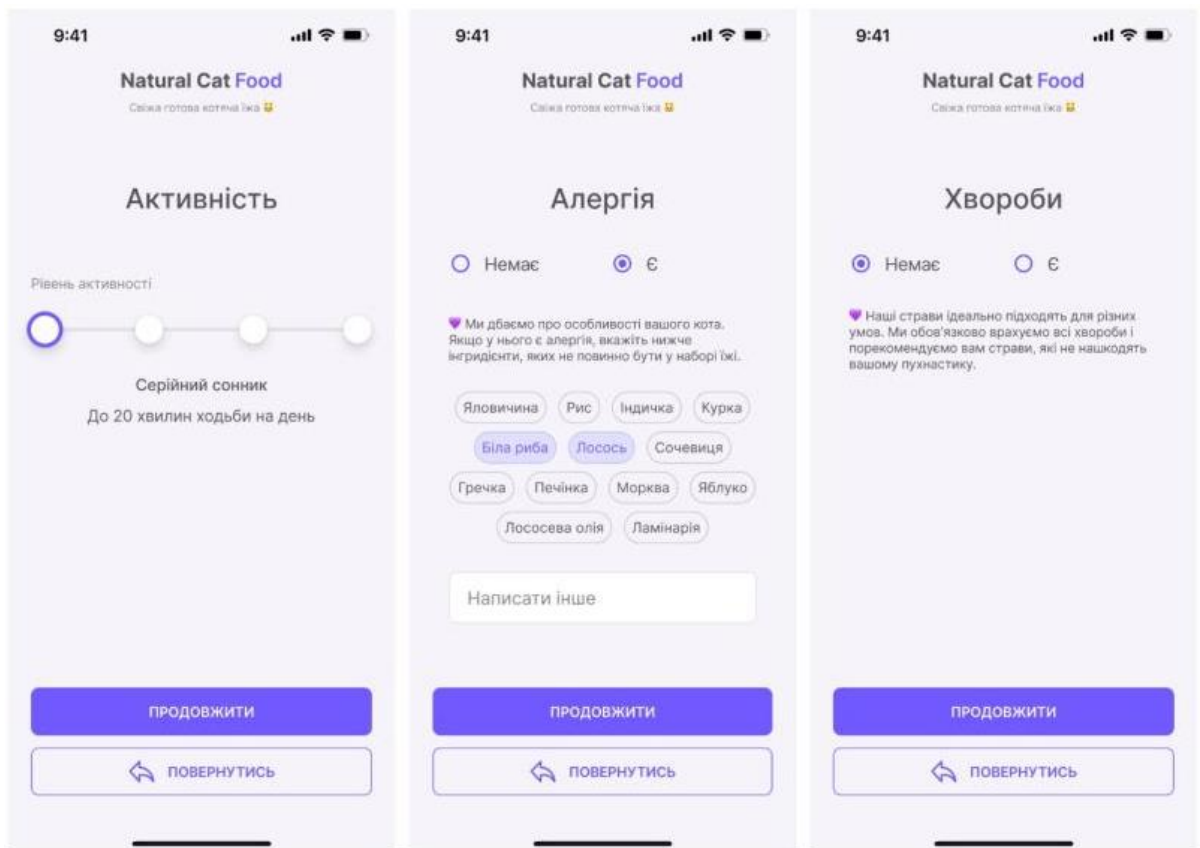 9:41
Natural Cat Food
Свіжа готова котяча їжа 😺
Активність
Рівень активності
Серійний сонник
До 20 хвилин ходьби на день
ПРОДОВЖИТИ
ПОВЕРНУТИСЬ
9:41
Natural Cat Food
Свіжа готова котяча їжа 😺
Алергія
Немає
Є
💜 Ми дбаємо про особливості вашого кота.
Якщо у нього є алергія, вкажіть нижче
інгридієнти, яких не повинно бути у наборі їжі.
Яловичина Рис Індичка Курка
Біла риба Лосось Сочевиця
Гречка Печінка Морква Яблуко
Лососева олія Ламінарія
Написати інше
ПРОДОВЖИТИ
ПОВЕРНУТИСЬ
9:41
Natural Cat Food
Свіжа готова котяча їжа 😺
Хвороби
Немає
Є
💜 Наші страви ідеально підходять для різних
умов. Ми обов'язково врахуємо всі хвороби і
порекомендуємо вам страви, які не нашкодять
вашому пухнастику.
ПРОДОВЖИТИ
ПОВЕРНУТИСЬ